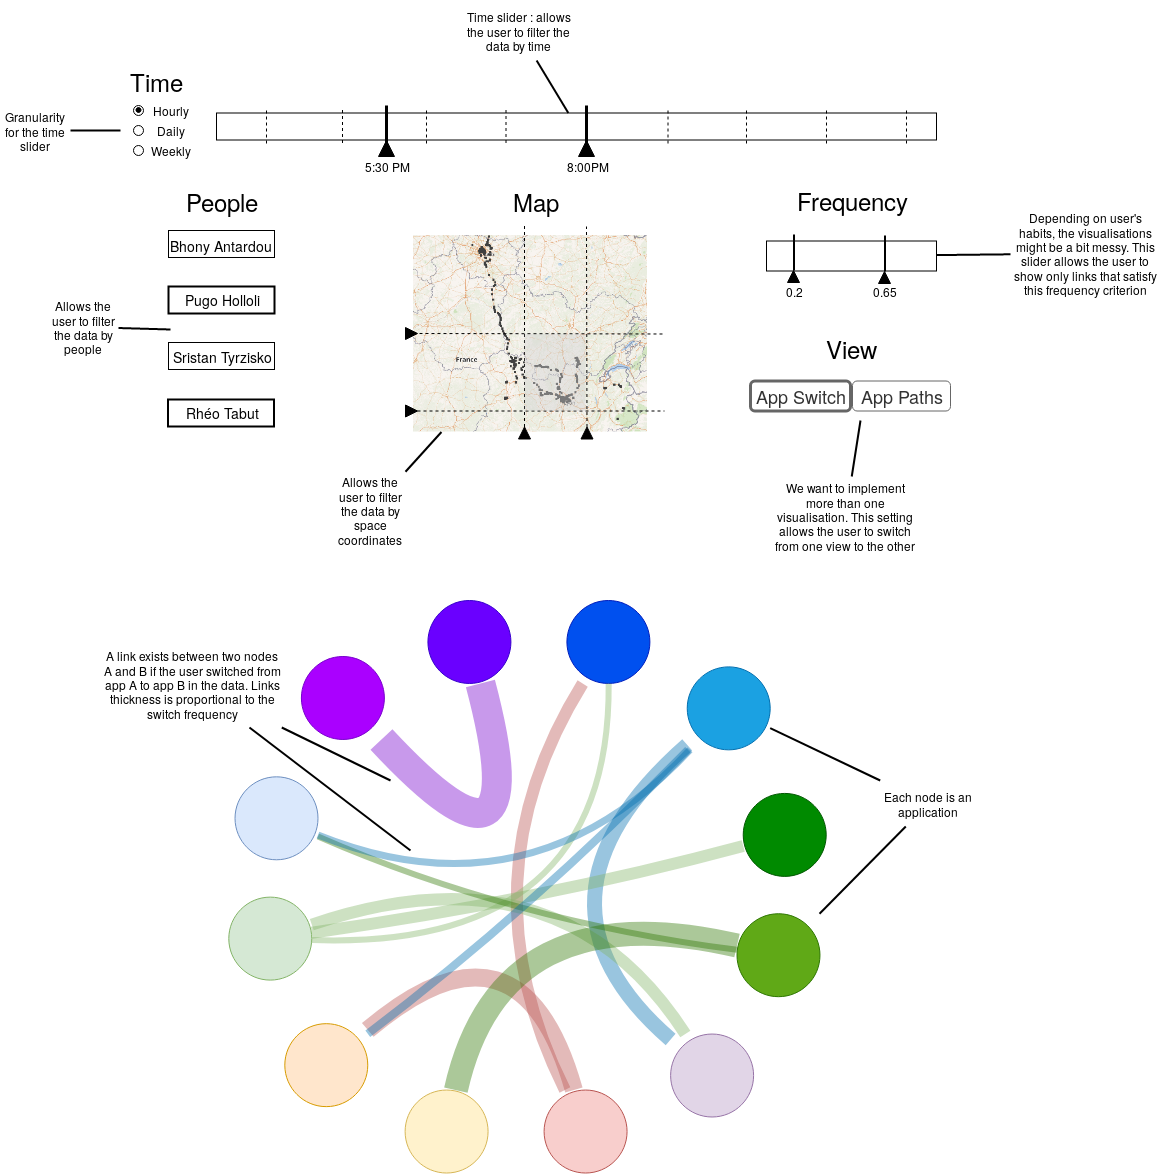 Time slider : allows
the user to filter the
data by time
Time
Hourly
Daily
Weekly
Granularity
for the time
slider
5:30 PM
8:00PM
People
Bhony Antardou
Pugo Holloli
Sristan Tyrzisko
Rhéo Tabut
Allows the
user to filter
the data by
people
Map
France
Allows the
user to filter
the data by
space
coordinates
Frequency
0.2
0.65
Depending on user's
habits, the visualisations
might be a bit messy. This
slider allows the user to
show only links that satisfy
this frequency criterion
View
App Switch
App Paths
We want to implement
more than one
visualisation. This setting
allows the user to switch
from one view to the other
A link exists between two nodes
A and B if the user switched from
app A to app B in the data. Links
thickness is proportional to the
switch frequency
Each node is an
application